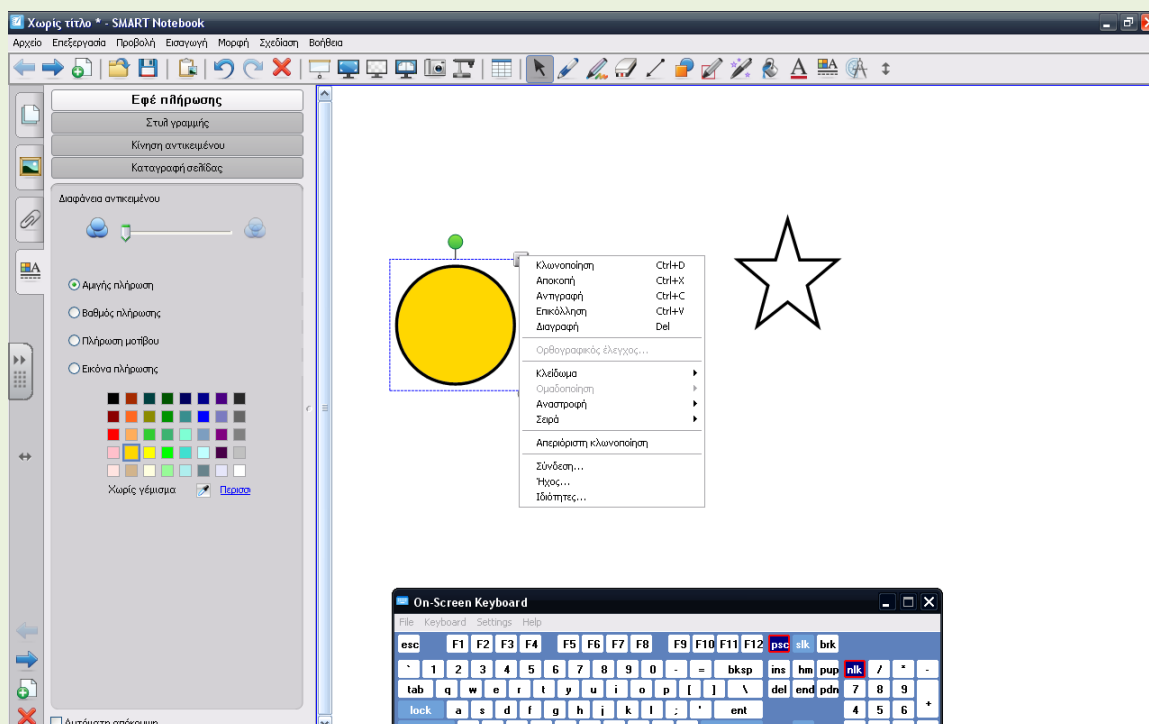 Χωρίς τίτλο * - SMART Notebook
Αρχείο Επεξεργασία Προβολή Εισαγωγή Μορφή Σχεδίαση Βοήθεια
Εφέ πλήρωσης
Στυλ γραμμής
Κίνηση αντικειμένου
Καταγραφή σελίδας
Διαφάνεια αντικειμένου
Αμιγής πλήρωση
Βαθμός πλήρωσης
Πλήρωση μοτίβου
Εικόνα πλήρωσης
Χωρίς γέμισμα Περισσ
Αυτόματη απόκρυψη
Κλωνοποίηση Ctrl+D
Αποκοπή Ctrl+X
Αντιγραφή Ctrl+C
Επικόλληση Ctrl+V
Διαγραφή Del
Ορθογραφικός έλεγχος...
Κλείδωμα
Ομαδοποίηση
Αναστροφή
Σειρά
Απεριόριστη κλωνοποίηση
Σύνδεση...
Ήχος...
Ιδιότητες...
On-Screen Keyboard
File Keyboard Settings Help
esc F1 F2 F3 F4 F5 F6 F7 F8 F9 F10 F11 F12 psc slk brk
` 1 2 3 4 5 6 7 8 9 0 - = bksp ins hm pup nlk / * -
tab q w e r t y u i o p [ ] \ del end pdn 7 8 9 +
lock a s d f g h j k l ; ' ent 4 5 6